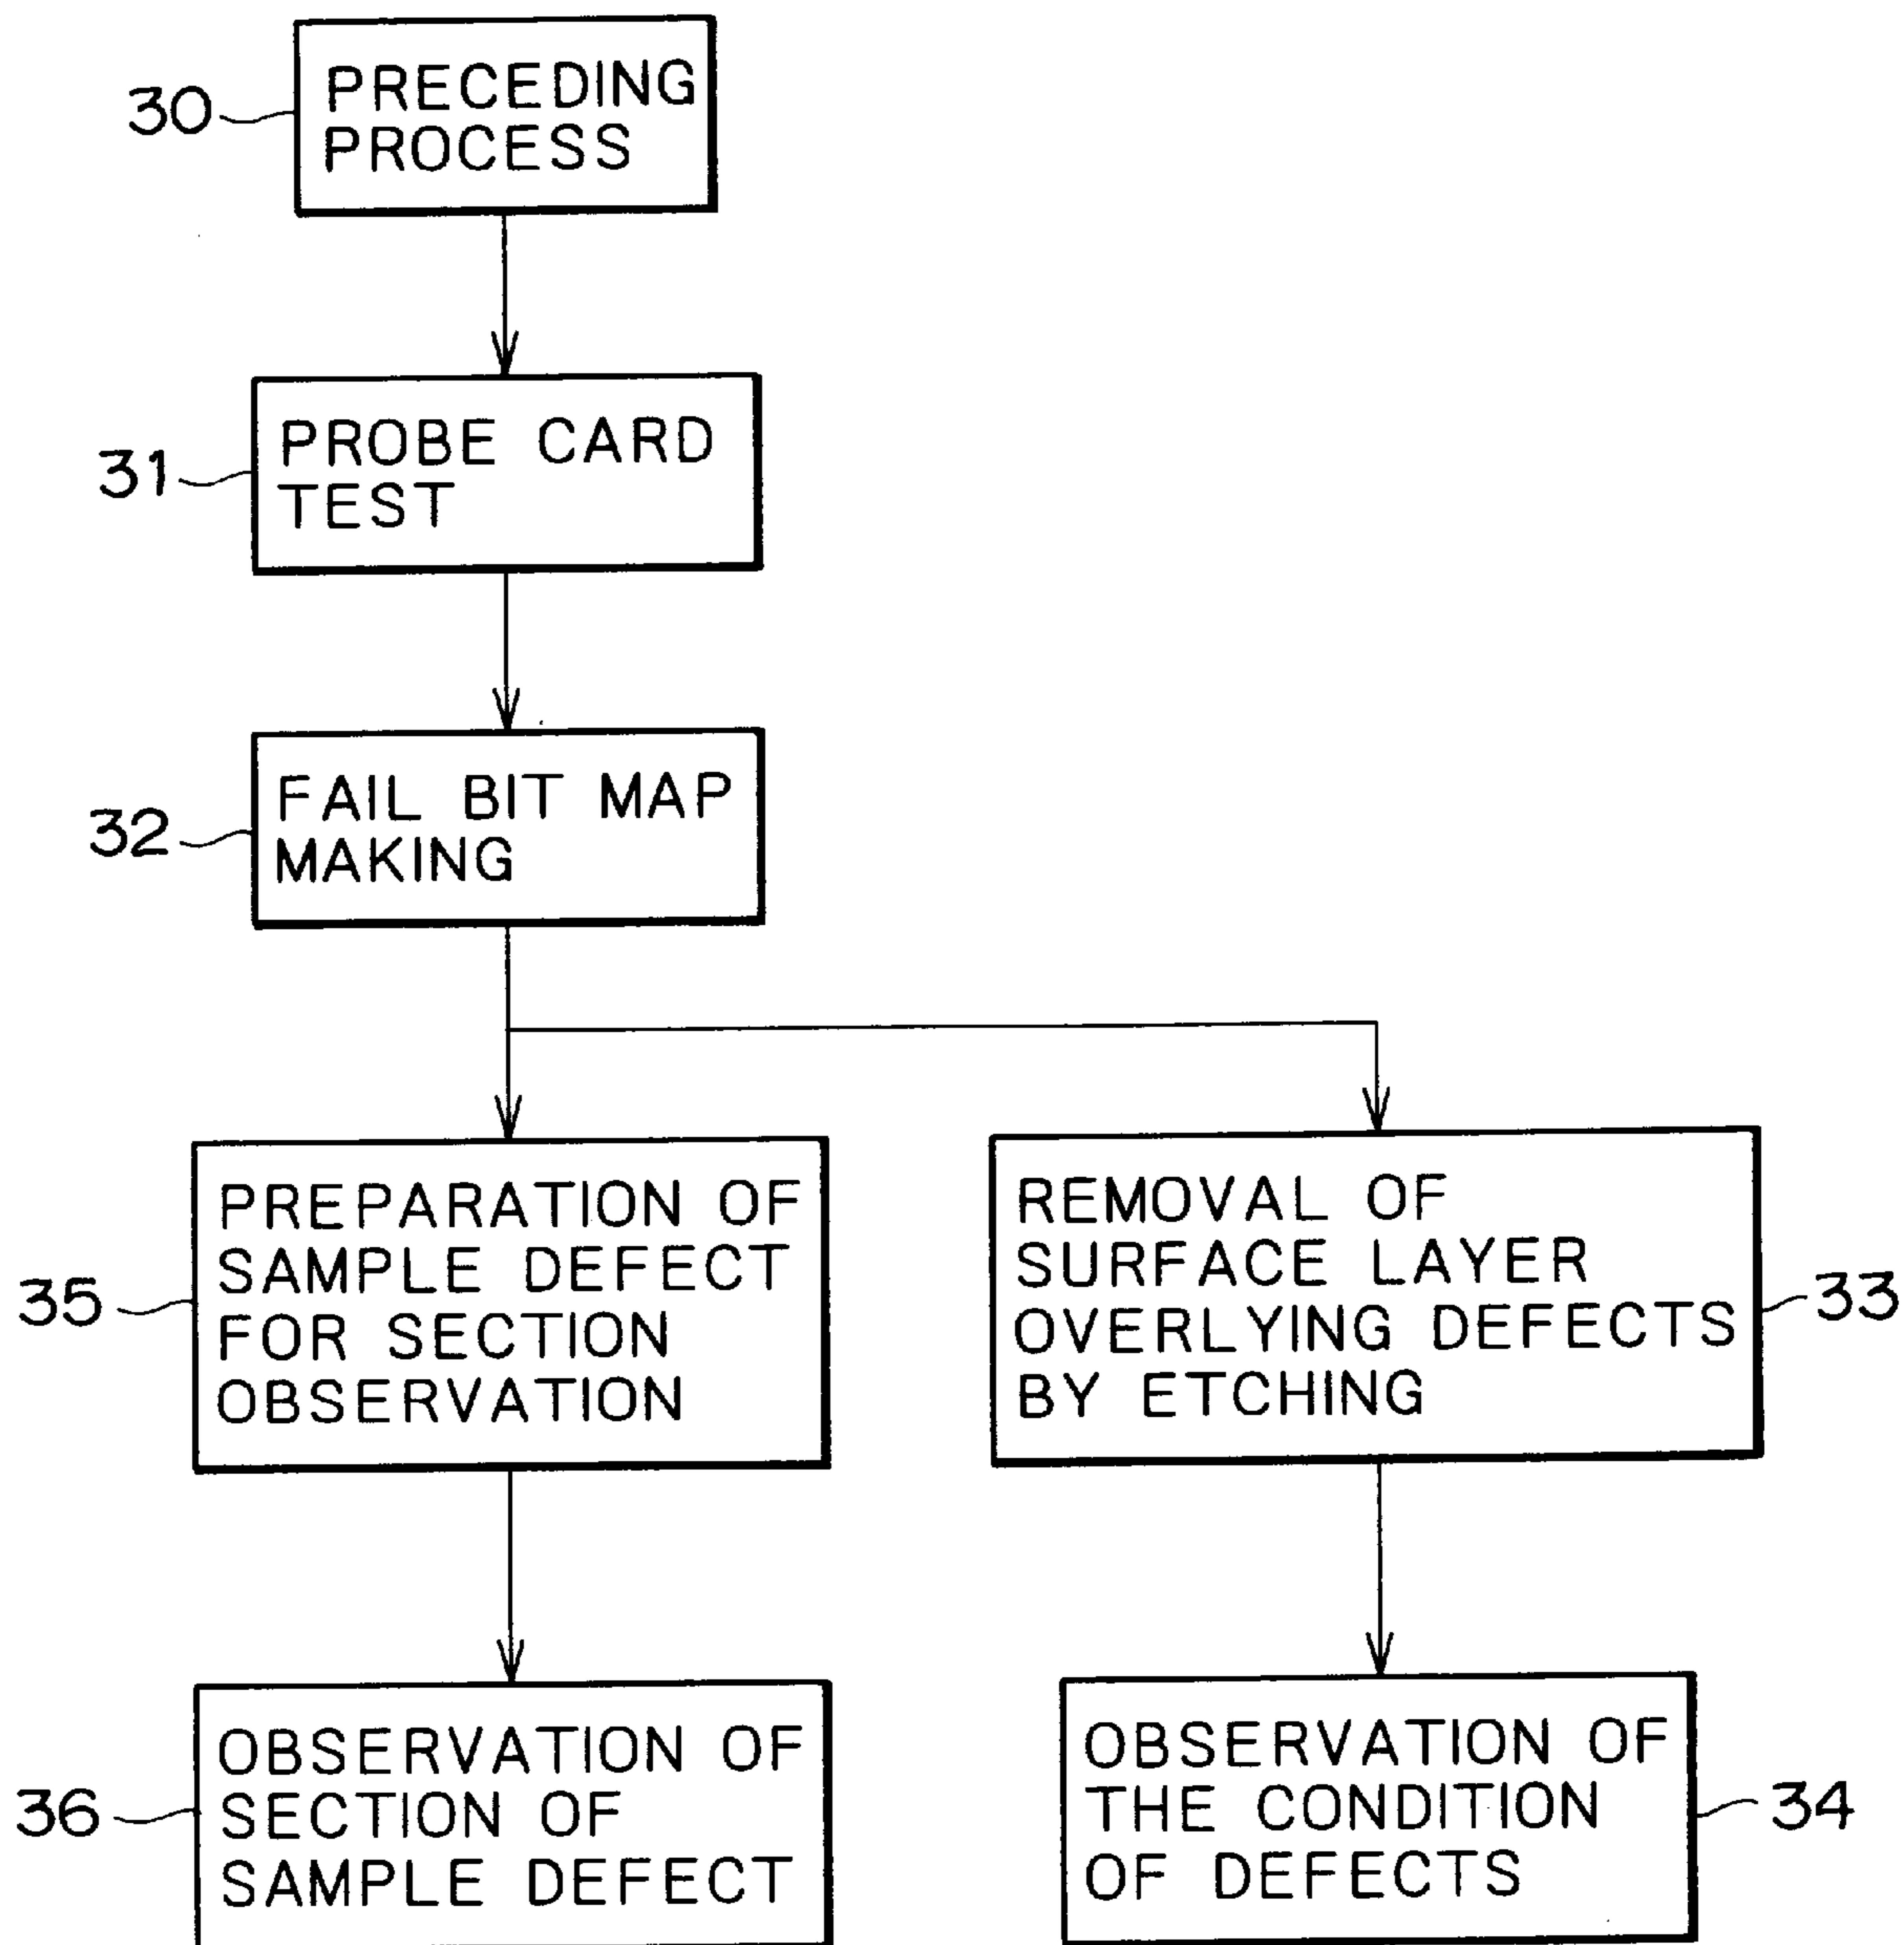 30
PRECEDING
PROCESS
31
PROBE CARD
TEST
32
FAIL BIT MAP
MAKING
35
PREPARATION OF
SAMPLE DEFECT
FOR SECTION
OBSERVATION
REMOVAL OF
SURFACE LAYER
OVERLYING DEFECTS
BY ETCHING
33
36
OBSERVATION OF
SECTION OF
SAMPLE DEFECT
OBSERVATION OF
THE CONDITION
OF DEFECTS
34